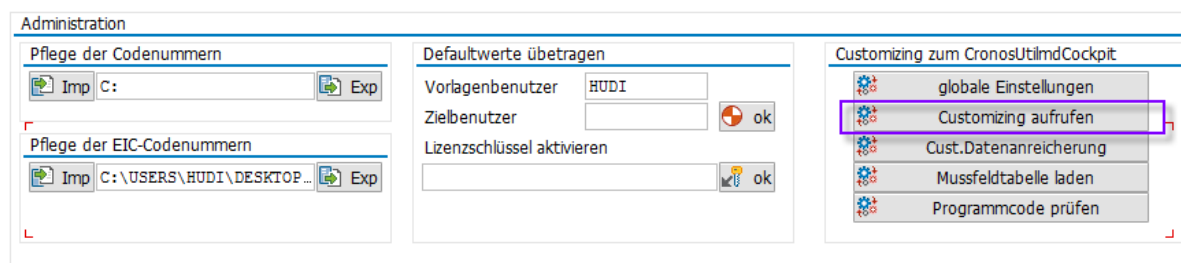 Administration
Pflege der Codenummern
Imp C: Exp
Pflege der EIC-Codenummern
Imp C:\USERS\HUDI\DESKTOP… Exp
Defaultwerte übetragen
Vorlagenbenutzer HUDI
Zielbenutzer ok
Lizenzschlüssel aktivieren
ok
Customizing zum CronosUtilmdCockpit
globale Einstellungen
Customizing aufrufen
Cust.Datenanreicherung
Mussfeldtabelle laden
Programmcode prüfen